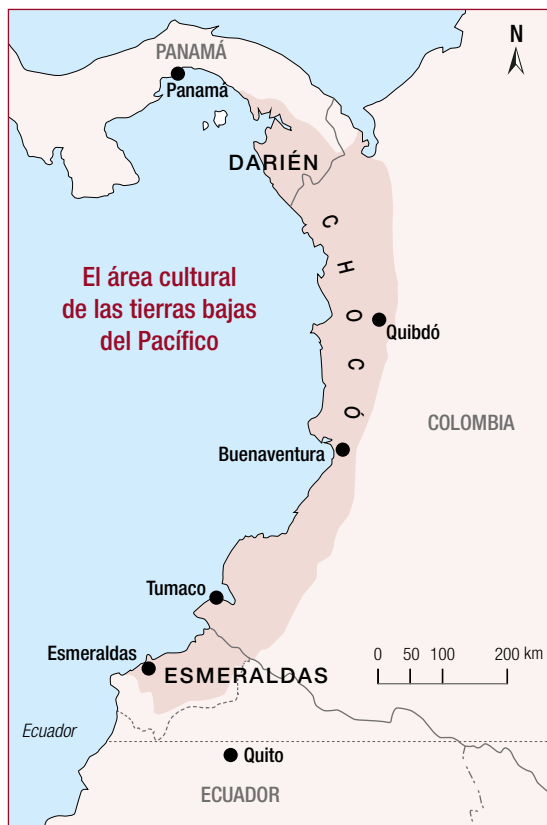 PANAMÁ
N
Panamá
DARIÉN
CHOCÓ
El área cultural
de las tierras bajas
del Pacífico
Quibdó
COLOMBIA
Buenaventura
Tumaco
Esmeraldas
ESMERALDAS
0 50 100 200 km
Ecuador
Quito
ECUADOR